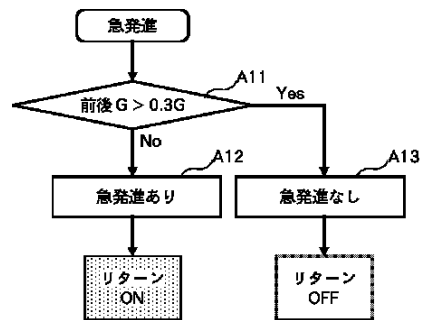 急発進
A11
前後G > 0.3G
Yes
No
A12
A13
急発進あり
急発進なし
リターン
ON
リターン
OFF